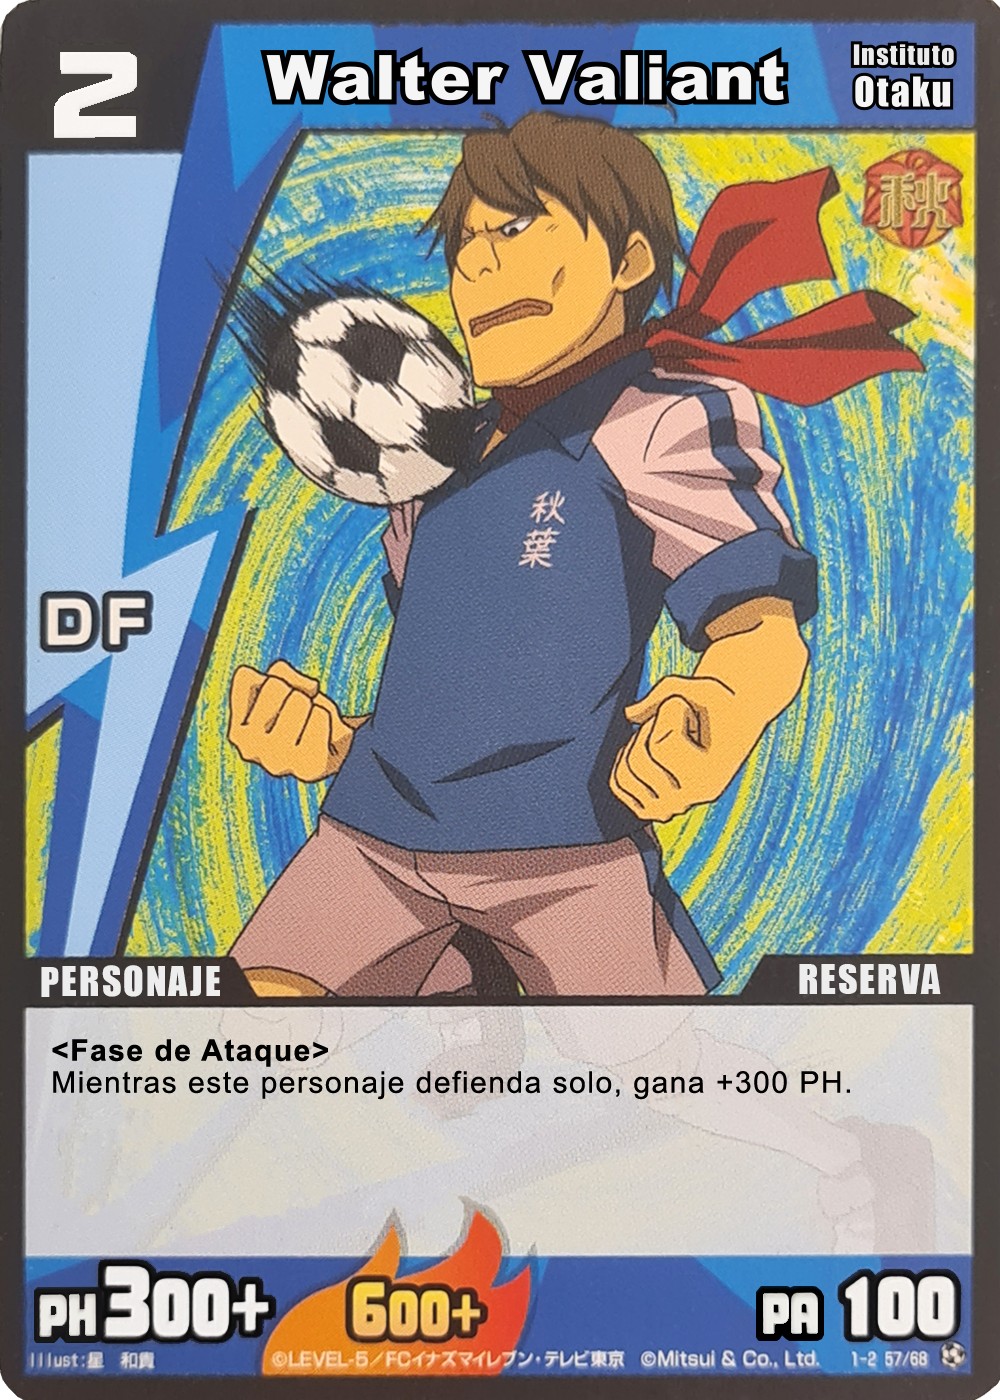 2
Walter Valiant
Instituto
Otaku
秋
秋葉
DF
PERSONAJE
RESERVA
<Fase de Ataque>
Mientras este personaje defienda solo, gana +300 PH.
PH 300+
600+
PA 100
Illust:星 和貴
©LEVEL-5/FCイナズマイレブン・テレビ東京 ©Mitsui & Co., Ltd. 1-2 57/68